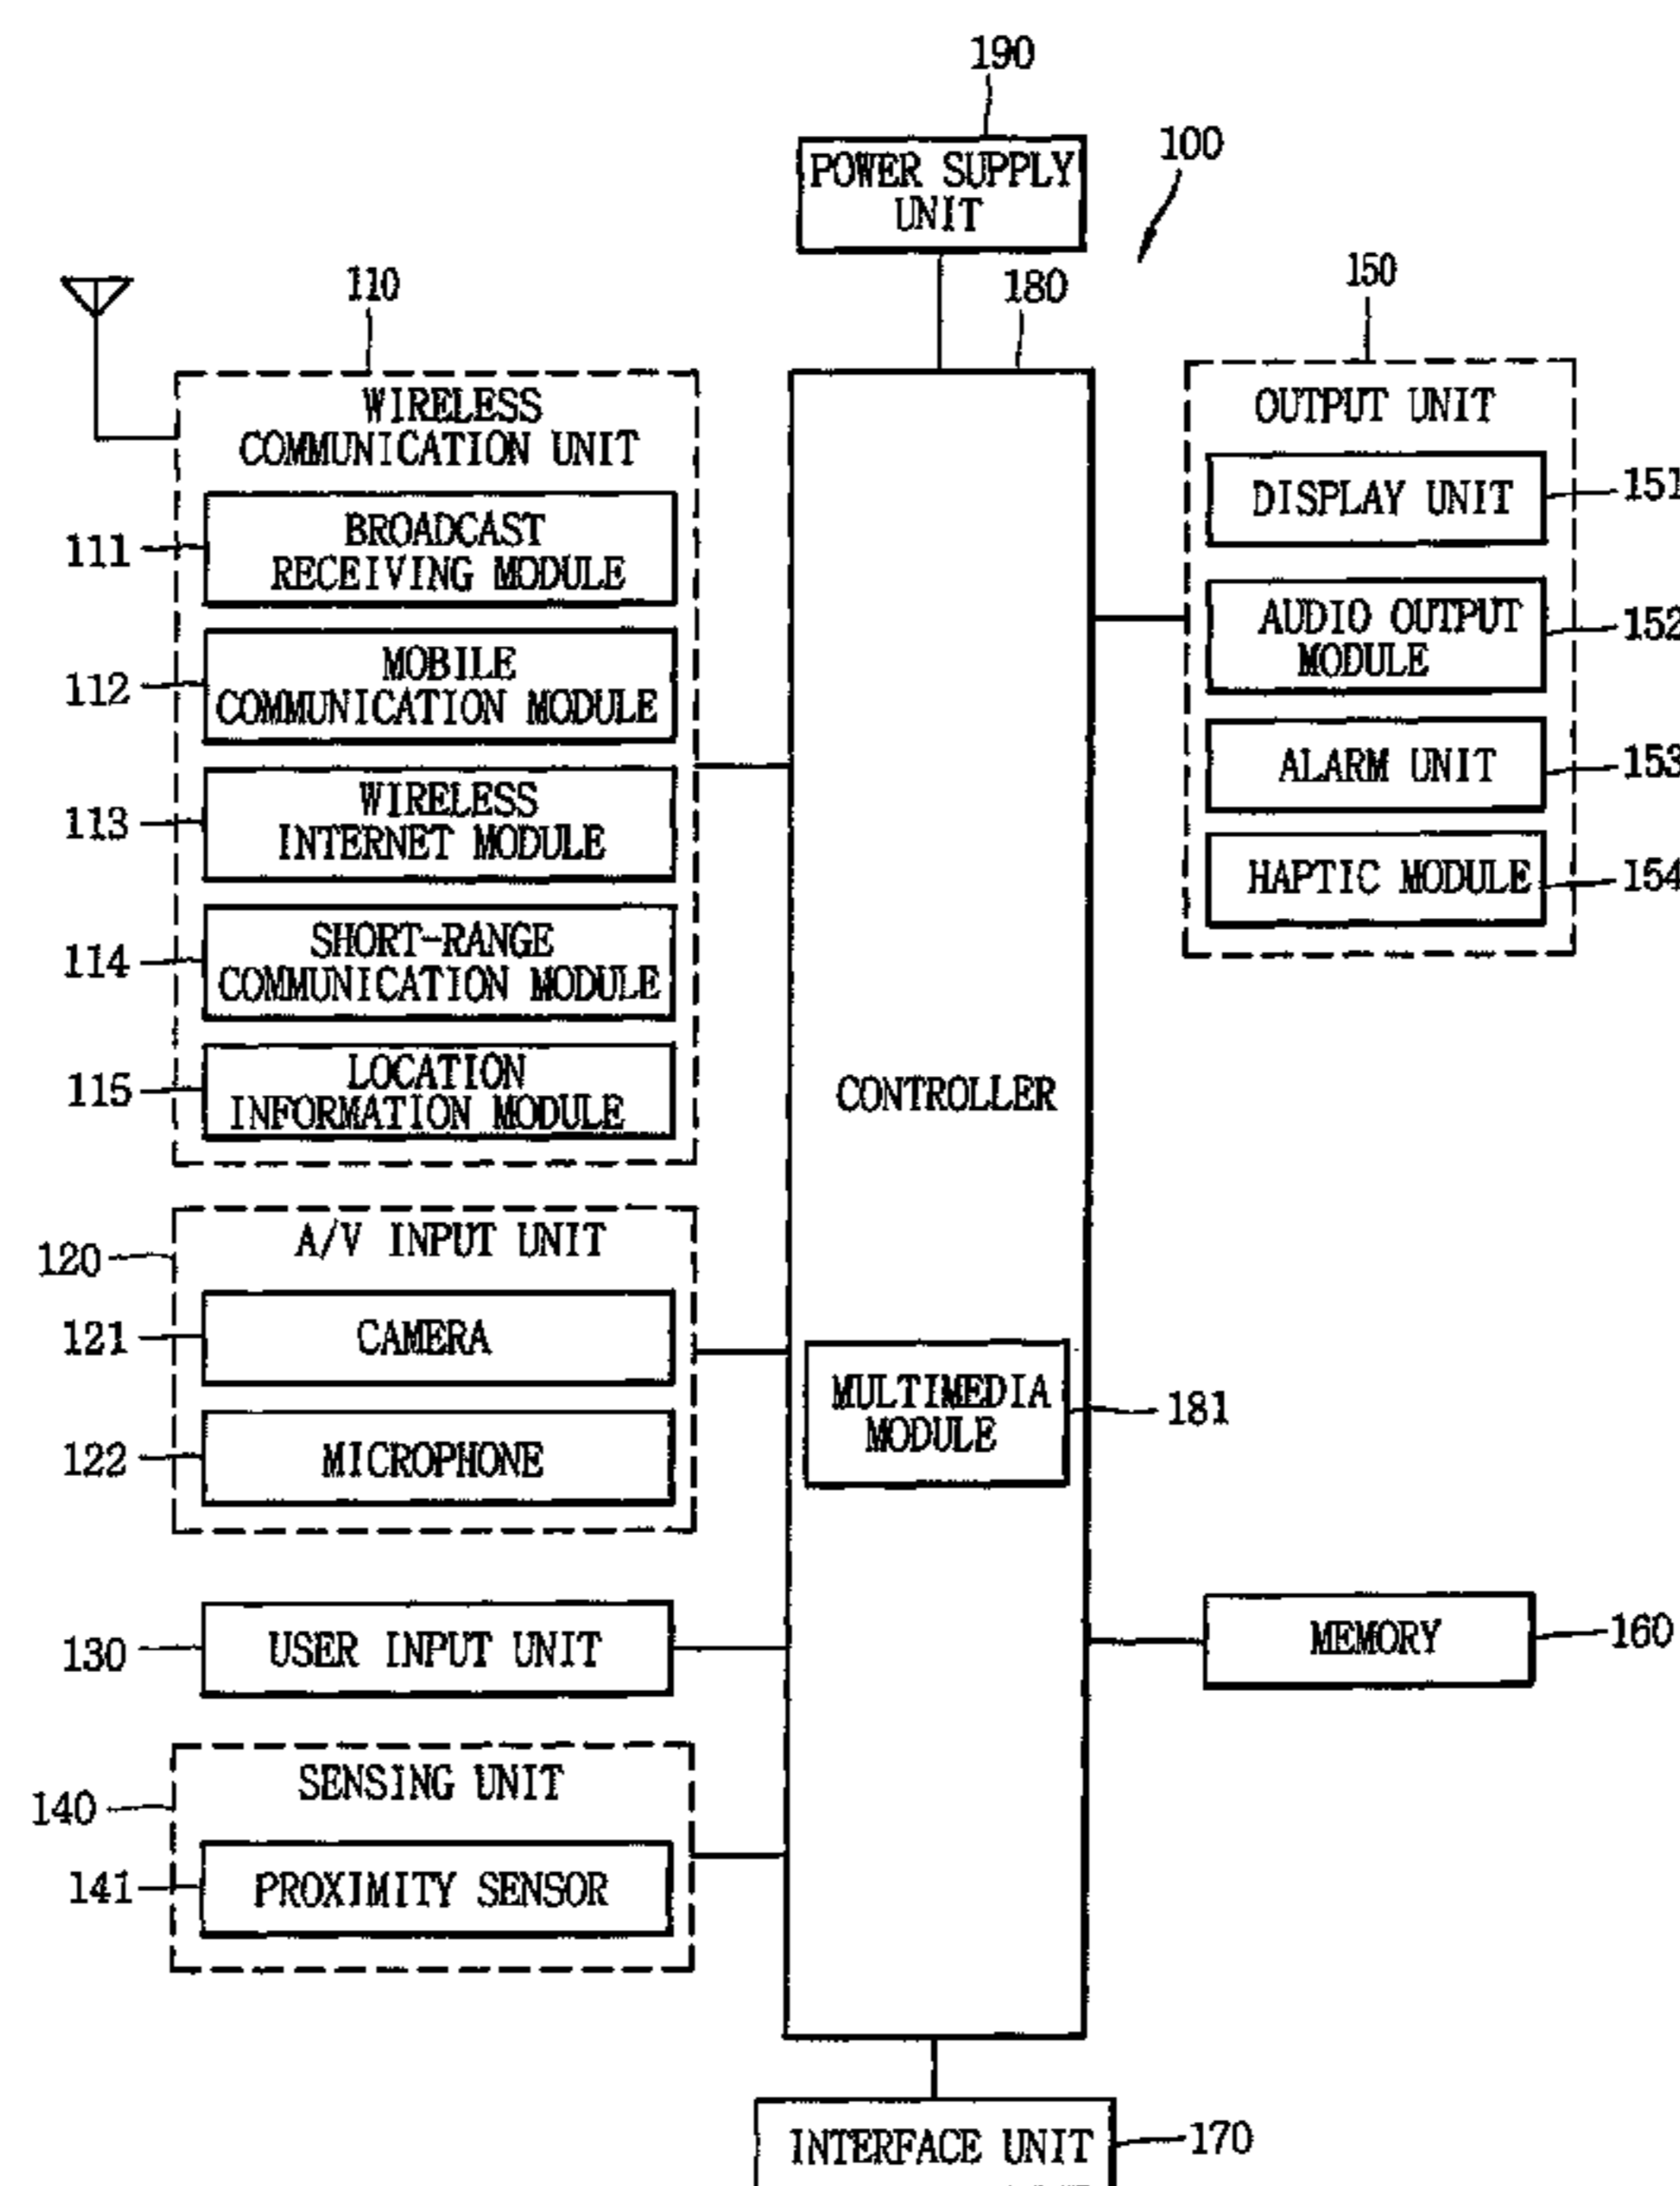 190
POWER SUPPLY
UNIT
100
110
180
150
WIRELESS
COMMUNICATION UNIT
111
BROADCAST
RECEIVING MODULE
112
MOBILE
COMMUNICATION MODULE
113
WIRELESS
INTERNET MODULE
114
SHORT-RANGE
COMMUNICATION MODULE
115
LOCATION
INFORMATION MODULE
120
A/V INPUT UNIT
121
CAMERA
122
MICROPHONE
130
USER INPUT UNIT
140
SENSING UNIT
141
PROXIMITY SENSOR
CONTROLLER
MULTIMEDIA
MODULE
181
OUTPUT UNIT
DISPLAY UNIT
151
AUDIO OUTPUT
MODULE
152
ALARM UNIT
153
HAPTIC MODULE
154
MEMORY
160
INTERFACE UNIT
170